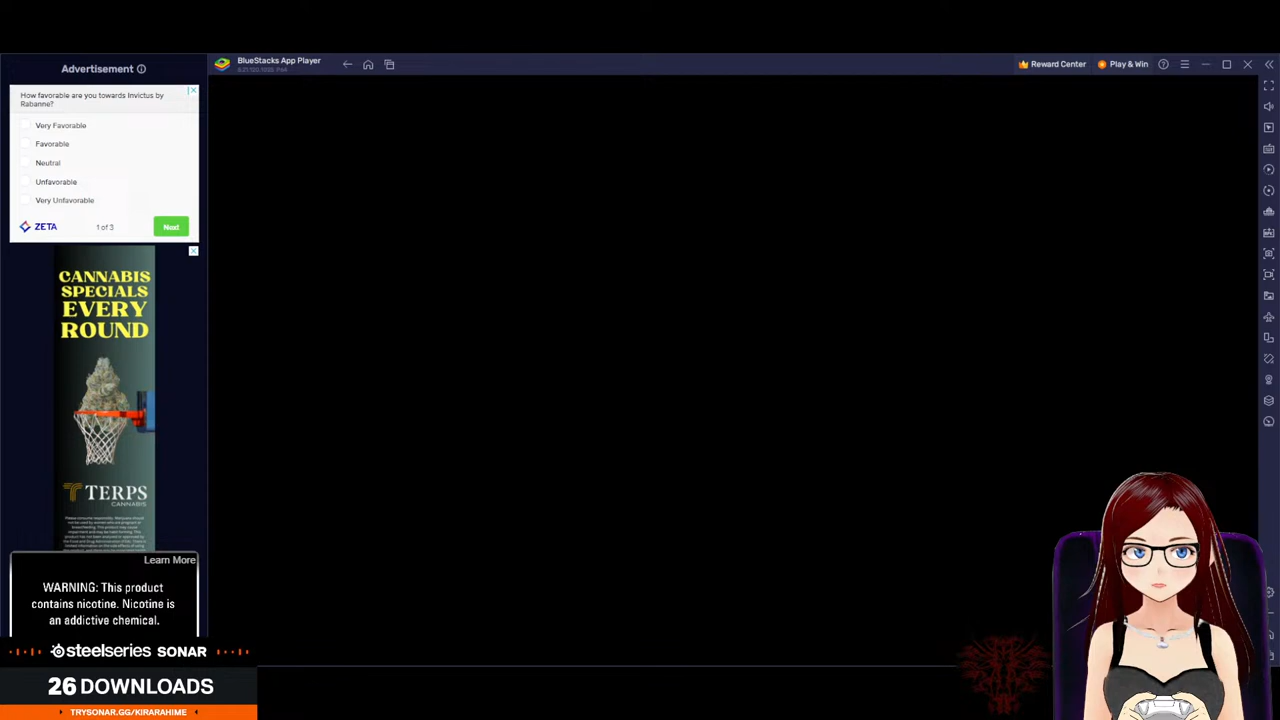 Advertisement
How favorable are you towards Invictus by
Rabanne?
Very Favorable
Favorable
Neutral
Unfavorable
Very Unfavorable
ZETA
1 of 3
Next
CANNABIS
SPECIALS
EVERY
ROUND
TERPS
CANNABIS
Learn More
WARNING: This product
contains nicotine. Nicotine is
an addictive chemical.
steelseries SONAR
26 DOWNLOADS
TRYSONAR.GG/KIRARAHIME
BlueStacks App Player
Reward Center
Play & Win